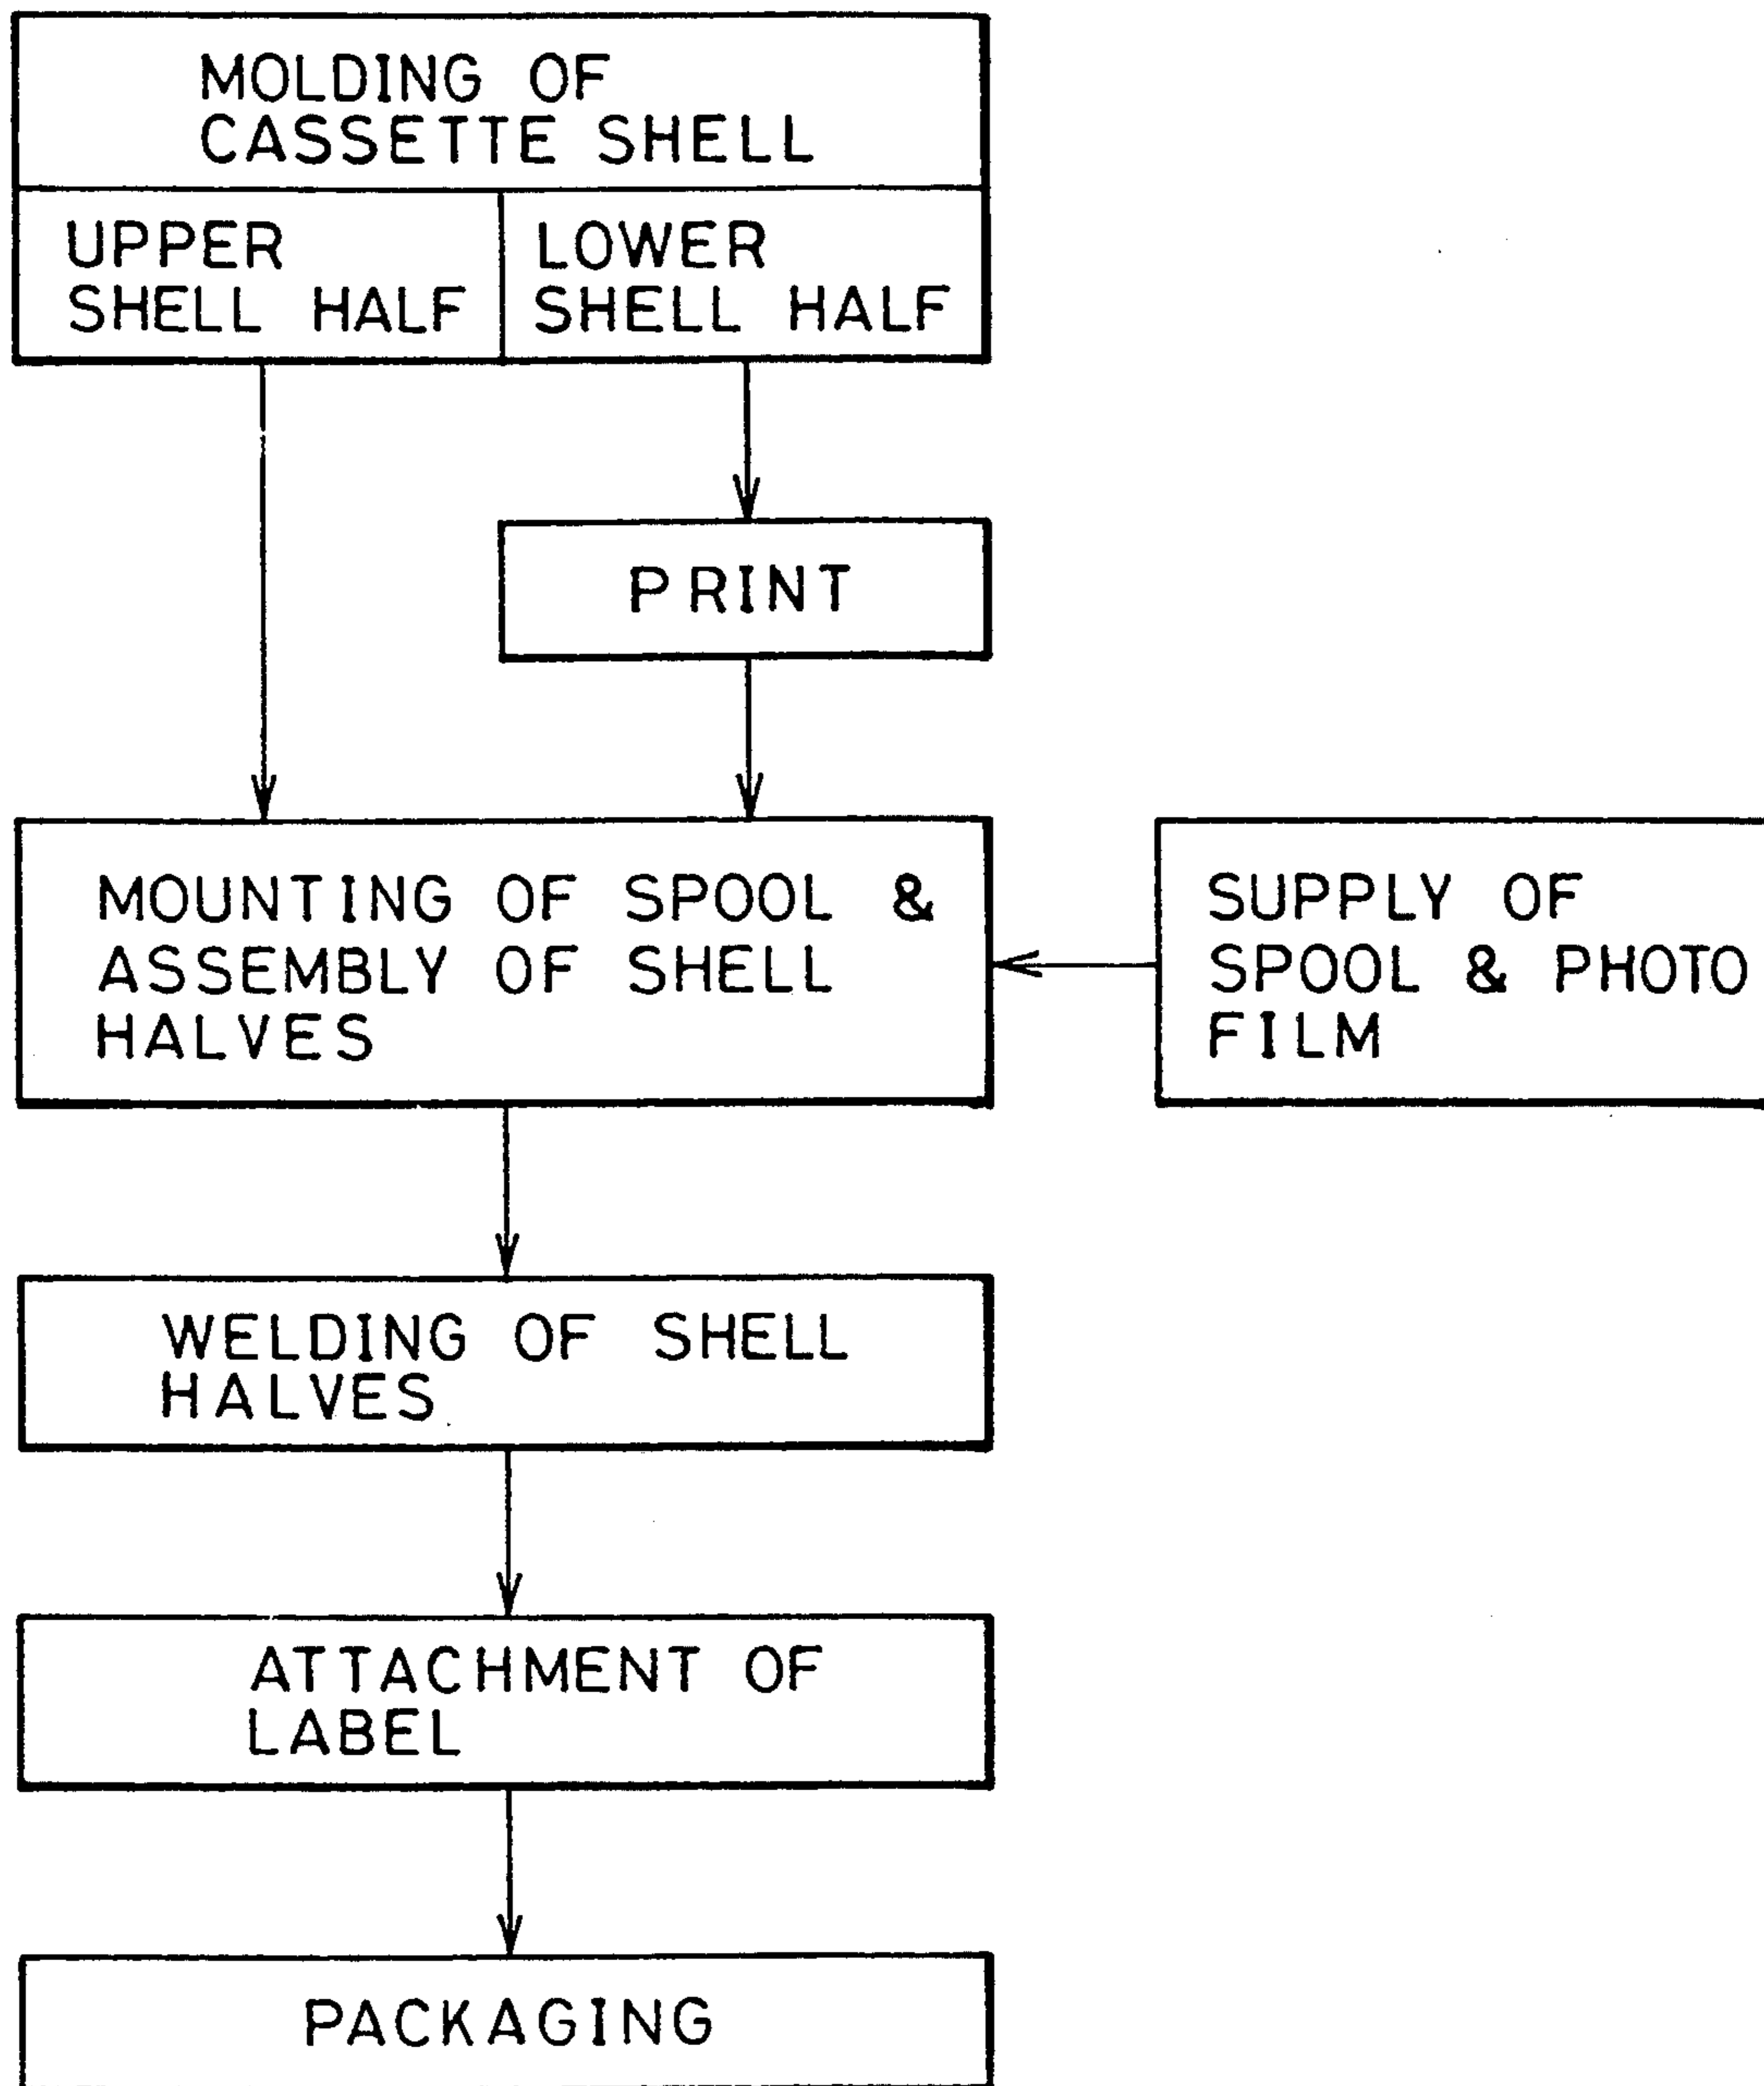 MOLDING OF
CASSETTE SHELL
UPPER
SHELL HALF
LOWER
SHELL HALF
PRINT
MOUNTING OF SPOOL &
ASSEMBLY OF SHELL
HALVES
SUPPLY OF
SPOOL & PHOTO
FILM
WELDING OF SHELL
HALVES
ATTACHMENT OF
LABEL
PACKAGING